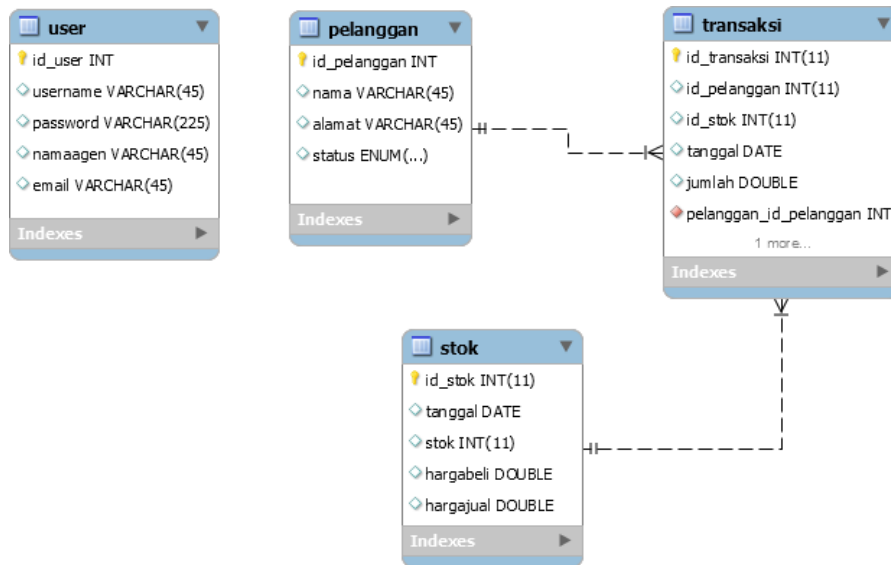 user
id_user INT
username VARCHAR(45)
password VARCHAR(225)
namaagen VARCHAR(45)
email VARCHAR(45)
Indexes
pelanggan
id_pelanggan INT
nama VARCHAR(45)
alamat VARCHAR(45)
status ENUM(...)
Indexes
transaksi
id_transaksi INT(11)
id_pelanggan INT(11)
id_stok INT(11)
tanggal DATE
jumlah DOUBLE
pelanggan_id_pelanggan INT
1 more...
Indexes
stok
id_stok INT(11)
tanggal DATE
stok INT(11)
hargabeli DOUBLE
hargajual DOUBLE
Indexes